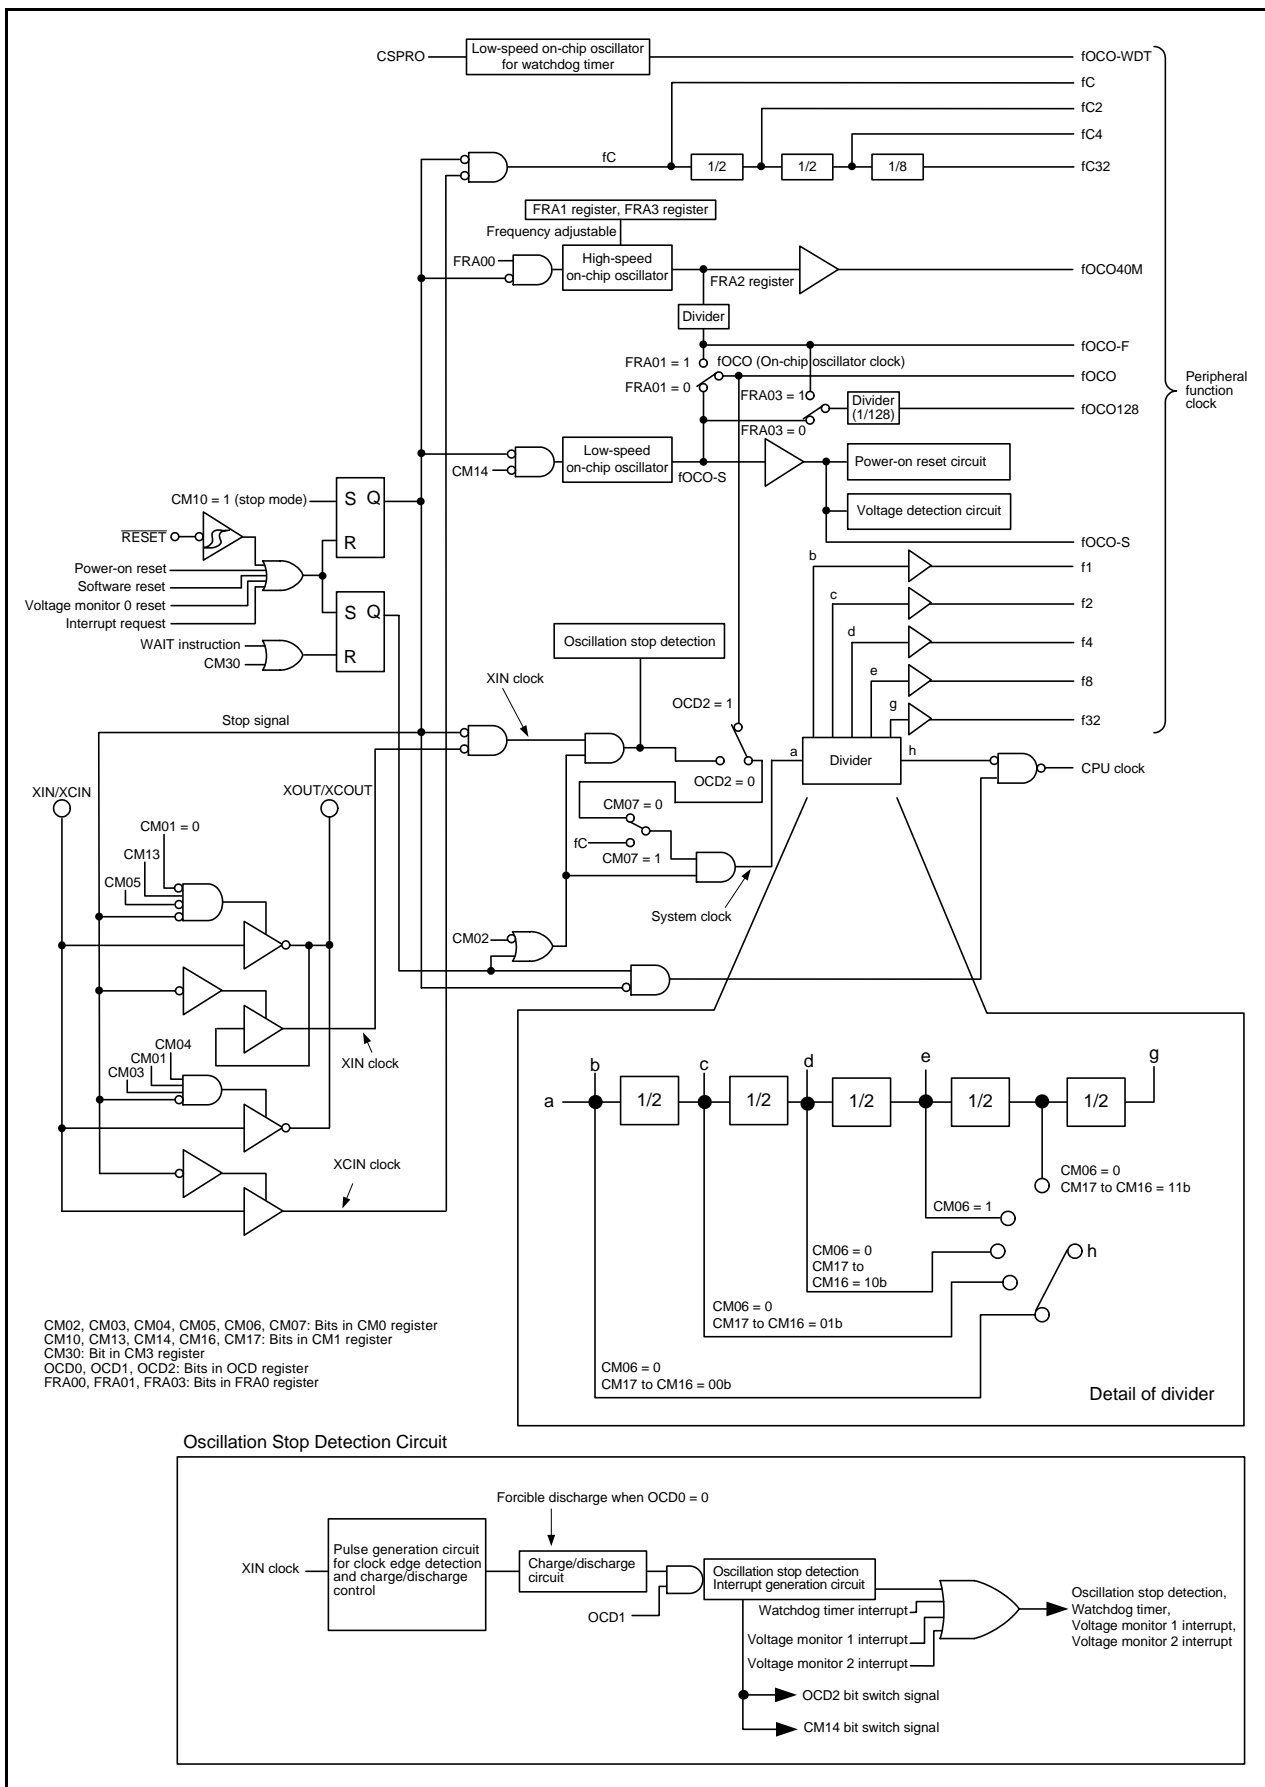 CSPRO
Low-speed on-chip oscillator
for watchdog timer
fOCO-WDT
fC
fC2
fC4
fC
1/2
1/2
1/8
fC32
FRA1 register, FRA3 register
Frequency adjustable
FRA00
High-speed
on-chip oscillator
FRA2 register
fOCO40M
Divider
fOCO-F
FRA01 = 1
fOCO (On-chip oscillator clock)
fOCO
FRA01 = 0
FRA03 = 1
Divider
(1/128)
fOCO128
FRA03 = 0
Peripheral
function
clock
Low-speed
on-chip oscillator
CM14
fOCO-S
Power-on reset circuit
Voltage detection circuit
fOCO-S
CM10 = 1 (stop mode)
S Q
R
RESET
Power-on reset
Software reset
Voltage monitor 0 reset
Interrupt request
S Q
R
WAIT instruction
CM30
b
f1
c
f2
d
f4
e
f8
g
f32
Oscillation stop detection
XIN clock
Stop signal
OCD2 = 1
OCD2 = 0
a
Divider
h
CPU clock
XIN/XCIN
XOUT/XCOUT
CM07 = 0
fC
CM07 = 1
System clock
CM01 = 0
CM13
CM05
CM02
XIN clock
CM04
CM01
CM03
XCIN clock
a
b
1/2
c
1/2
d
1/2
e
1/2
1/2
g
CM06 = 0
CM17 to CM16 = 11b
CM06 = 1
CM06 = 0
CM17 to
CM16 = 10b
h
CM06 = 0
CM17 to CM16 = 01b
CM06 = 0
CM17 to CM16 = 00b
Detail of divider
CM02, CM03, CM04, CM05, CM06, CM07: Bits in CM0 register
CM10, CM13, CM14, CM16, CM17: Bits in CM1 register
CM30: Bit in CM3 register
OCD0, OCD1, OCD2: Bits in OCD register
FRA00, FRA01, FRA03: Bits in FRA0 register
Oscillation Stop Detection Circuit
Forcible discharge when OCD0 = 0
XIN clock
Pulse generation circuit
for clock edge detection
and charge/discharge
control
Charge/discharge
circuit
OCD1
Oscillation stop detection
Interrupt generation circuit
Watchdog timer interrupt
Voltage monitor 1 interrupt
Voltage monitor 2 interrupt
Oscillation stop detection,
Watchdog timer,
Voltage monitor 1 interrupt,
Voltage monitor 2 interrupt
OCD2 bit switch signal
CM14 bit switch signal